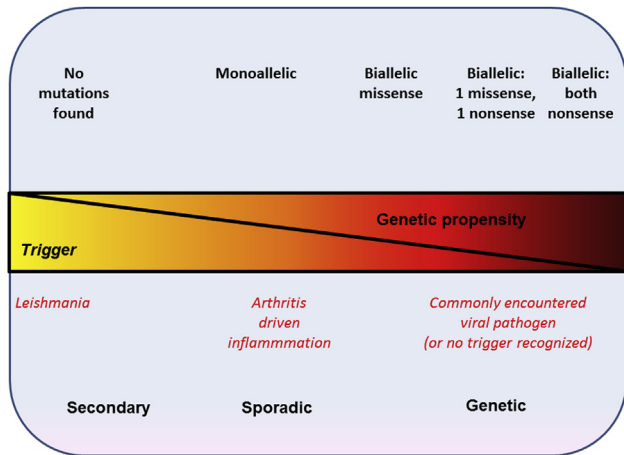 No
mutations
found
Monoallelic
Biallelic
missense
Biallelic:
1 missense,
1 nonsense
Biallelic:
both
nonsense
Genetic propensity
Trigger
Leishmania
Arthritis
driven
inflammmation
Commonly encountered
viral pathogen
(or no trigger recognized)
Secondary
Sporadic
Genetic